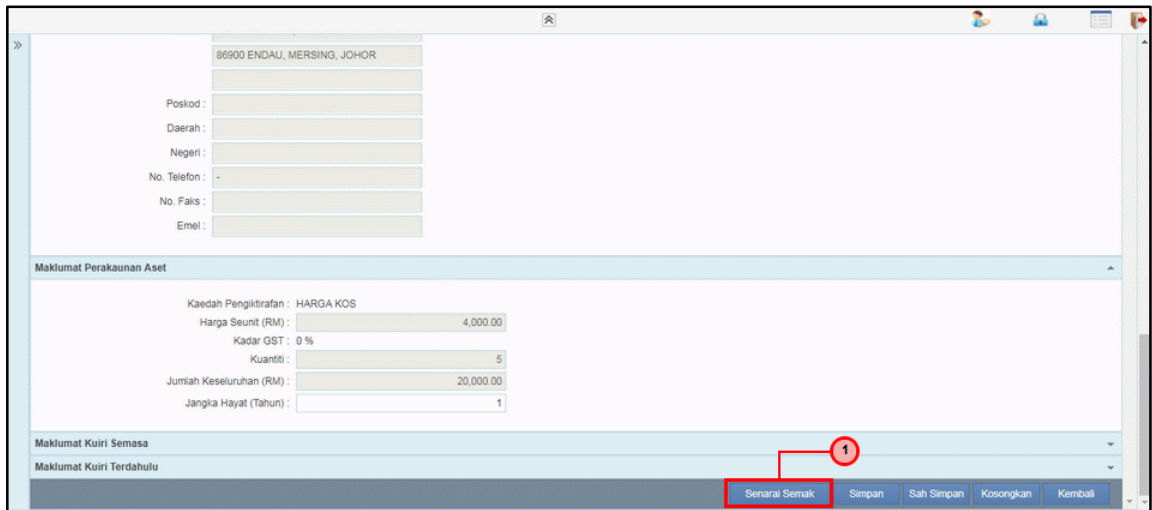 86900 ENDAU, MERSING, JOHOR
Poskod :
Daerah :
Negeri :
No. Telefon : -
No. Faks :
Emel :
Maklumat Perakaunan Aset
Kaedah Pengiktirafan : HARGA KOS
Harga Seunit (RM) : 4,000.00
Kadar GST : 0 %
Kuantiti : 5
Jumlah Keseluruhan (RM) : 20,000.00
Jangka Hayat (Tahun) : 1
Maklumat Kuiri Semasa
1
Maklumat Kuiri Terdahulu
Senarai Semak Simpan Sah Simpan Kosongkan Kembali